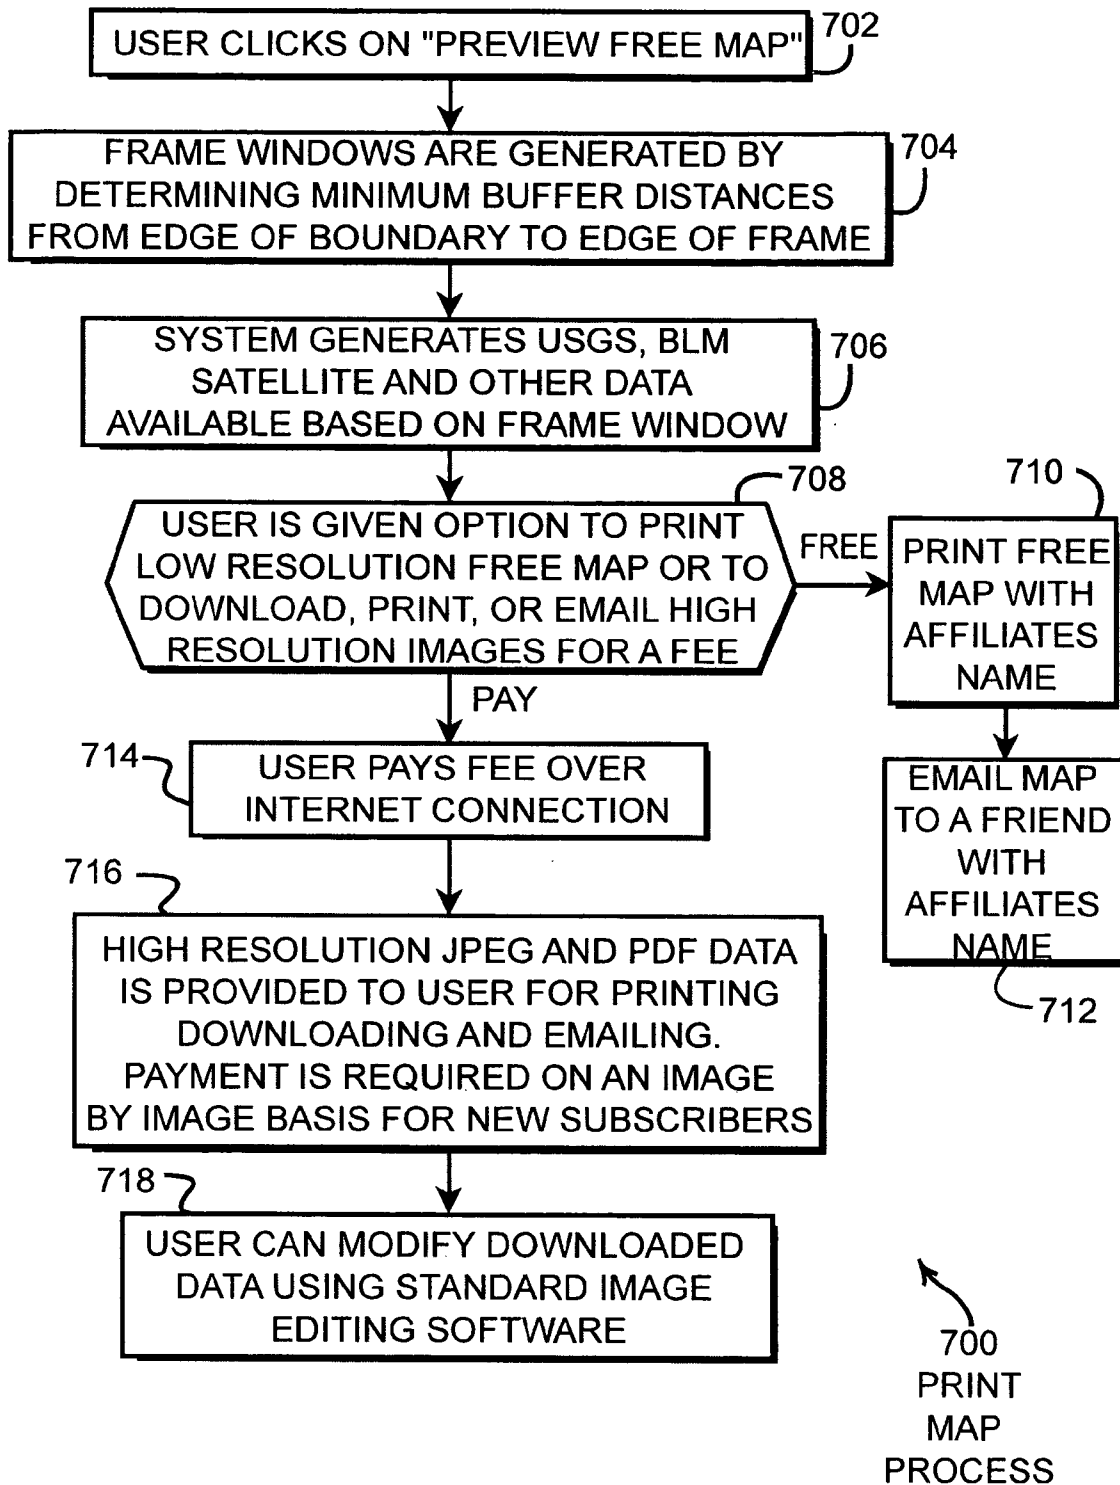 USER CLICKS ON "PREVIEW FREE MAP"
702
FRAME WINDOWS ARE GENERATED BY
DETERMINING MINIMUM BUFFER DISTANCES
FROM EDGE OF BOUNDARY TO EDGE OF FRAME
704
SYSTEM GENERATES USGS, BLM
SATELLITE AND OTHER DATA
AVAILABLE BASED ON FRAME WINDOW
706
USER IS GIVEN OPTION TO PRINT
LOW RESOLUTION FREE MAP OR TO
DOWNLOAD, PRINT, OR EMAIL HIGH
RESOLUTION IMAGES FOR A FEE
708
FREE
710
PRINT FREE
MAP WITH
AFFILIATES
NAME
EMAIL MAP
TO A FRIEND
WITH
AFFILIATES
NAME
712
PAY
714
USER PAYS FEE OVER
INTERNET CONNECTION
716
HIGH RESOLUTION JPEG AND PDF DATA
IS PROVIDED TO USER FOR PRINTING
DOWNLOADING AND EMAILING.
PAYMENT IS REQUIRED ON AN IMAGE
BY IMAGE BASIS FOR NEW SUBSCRIBERS
718
USER CAN MODIFY DOWNLOADED
DATA USING STANDARD IMAGE
EDITING SOFTWARE
700
PRINT
MAP
PROCESS